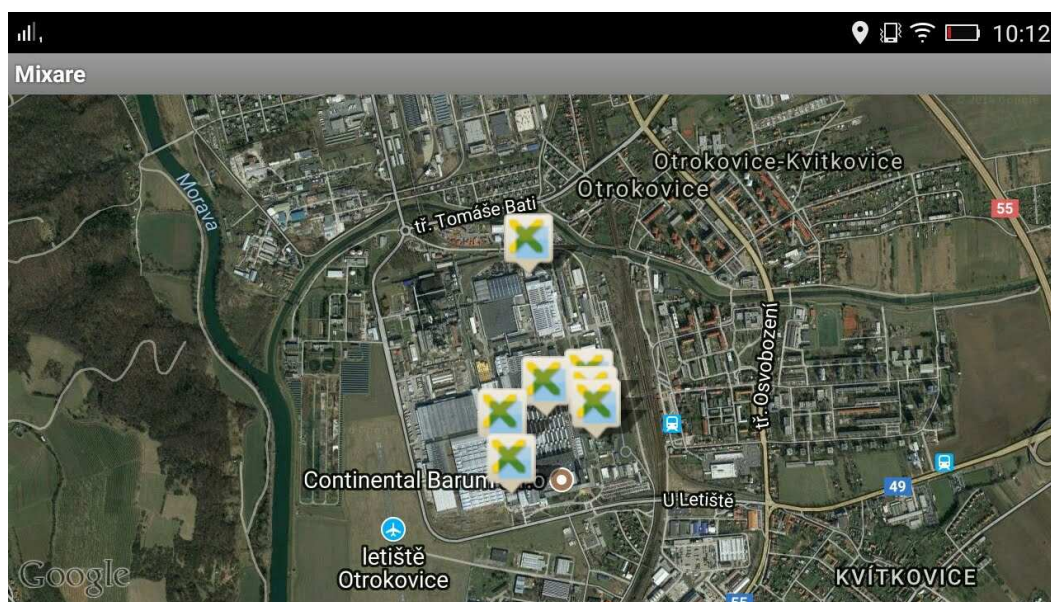 10:12
Mixare
Otrokovice-Kvitkovice
Otrokovice
Morava
tř. Tomáše Bati
55
tř. Osvobození
Continental Barum
49
U Letiště
letiště
Otrokovice
KVÍTKOVICE
Google
55